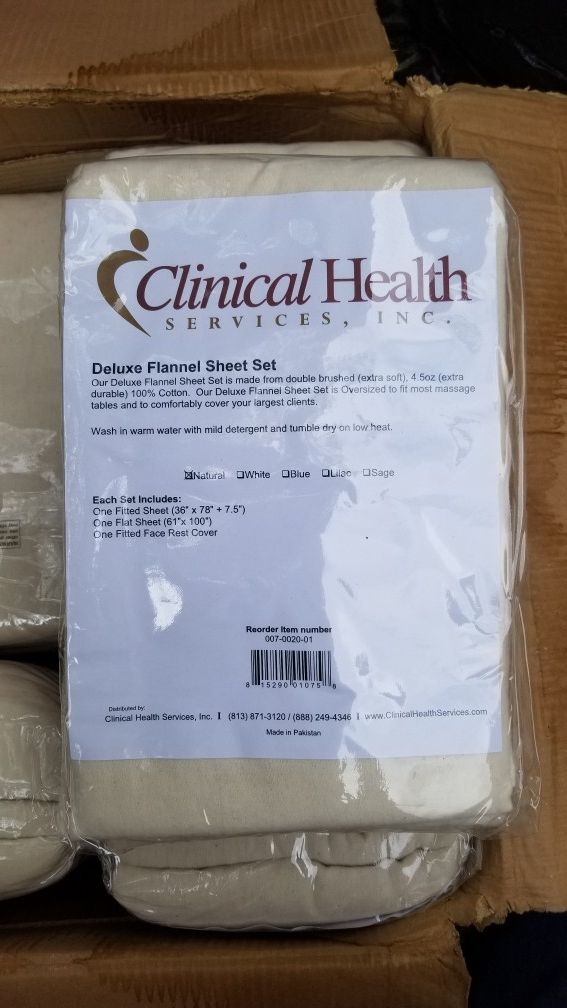 Clinical Health
SERVICES, INC.
Deluxe Flannel Sheet Set
Our Deluxe Flannel Sheet Set is made from double brushed (extra soft), 4.5oz (extra
durable) 100% Cotton. Our Deluxe Flannel Sheet Set is Oversized to fit most massage
tables and to comfortably cover your largest clients.
Wash in warm water with mild detergent and tumble dry on low heat.
☒Natural ❑White ❑Blue ❑Lilac ❑Sage
Each Set Includes:
One Fitted Sheet (36" x 78" + 7.5")
One Flat Sheet (61"x 100")
One Fitted Face Rest Cover
Reorder Item number
007-0020-01
8 15290 01075 8
Distributed by:
Clinical Health Services, Inc. I (813) 871-3120 / (888) 249-4346 I www.ClinicalHealthServices.com
Made in Pakistan